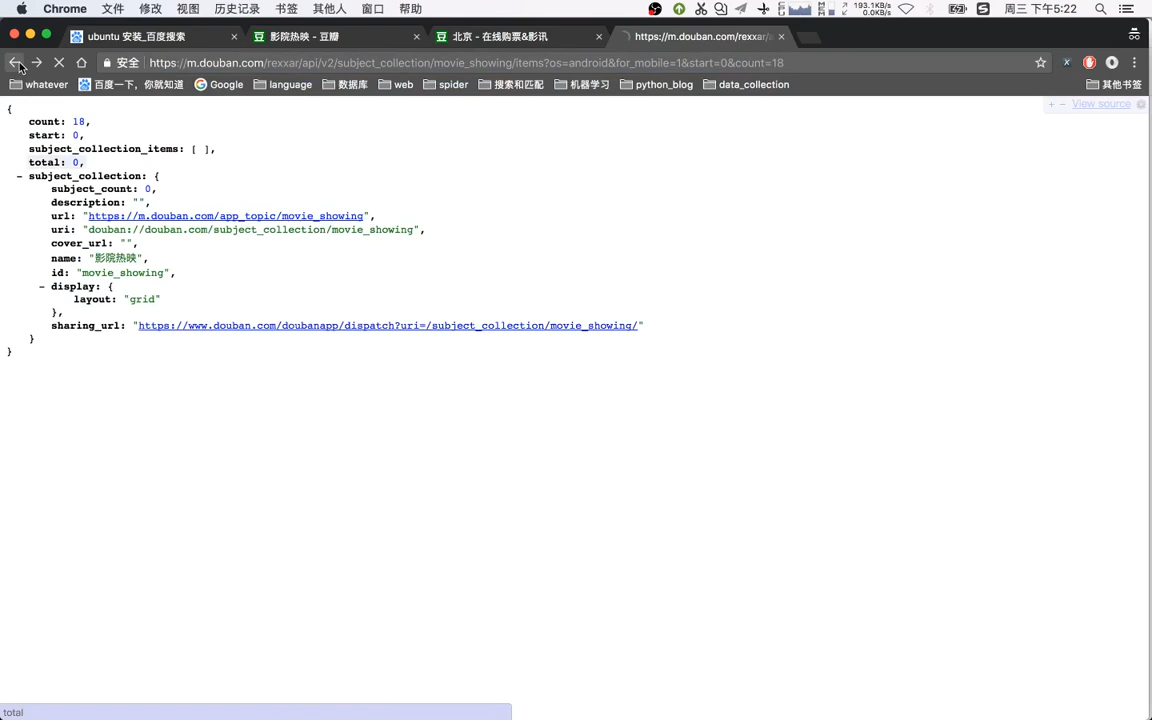 Chrome 文件 修改 视图 历史记录 书签 其他人 窗口 帮助 193.1KB/s 0.0KB/s 周三 下午5:22
ubuntu 安装_百度搜索 影院热映 - 豆瓣 北京 - 在线购票&影讯 https://m.douban.com/rexxar/a
安全 https://m.douban.com/rexxar/api/v2/subject_collection/movie_showing/items?os=android&for_mobile=1&start=0&count=18
whatever 百度一下，你就知道 Google language 数据库 web spider 搜索和匹配 机器学习 python_blog data_collection 其他书签
+ − View source
{
count: 18,
start: 0,
subject_collection_items: [ ],
total: 0,
− subject_collection: {
subject_count: 0,
description: "",
url: "https://m.douban.com/app_topic/movie_showing",
uri: "douban://douban.com/subject_collection/movie_showing",
cover_url: "",
name: "影院热映",
id: "movie_showing",
− display: {
layout: "grid"
},
sharing_url: "https://www.douban.com/doubanapp/dispatch?uri=/subject_collection/movie_showing/"
}
}
total